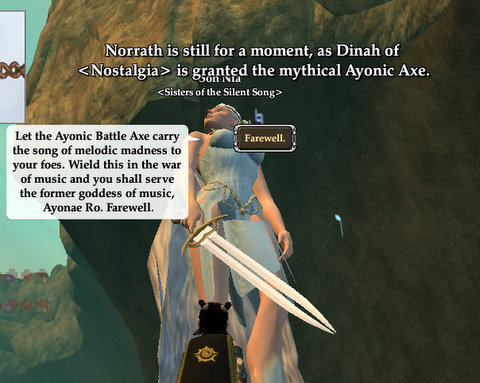 Norrath is still for a moment, as Dinah of
<Nostalgia> is granted the mythical Ayonic Axe.
Son Nia
<Sisters of the Silent Song>
Let the Ayonic Battle Axe carry
the song of melodic madness to
your foes. Wield this in the war
of music and you shall serve
the former goddess of music,
Ayonae Ro. Farewell.
Farewell.